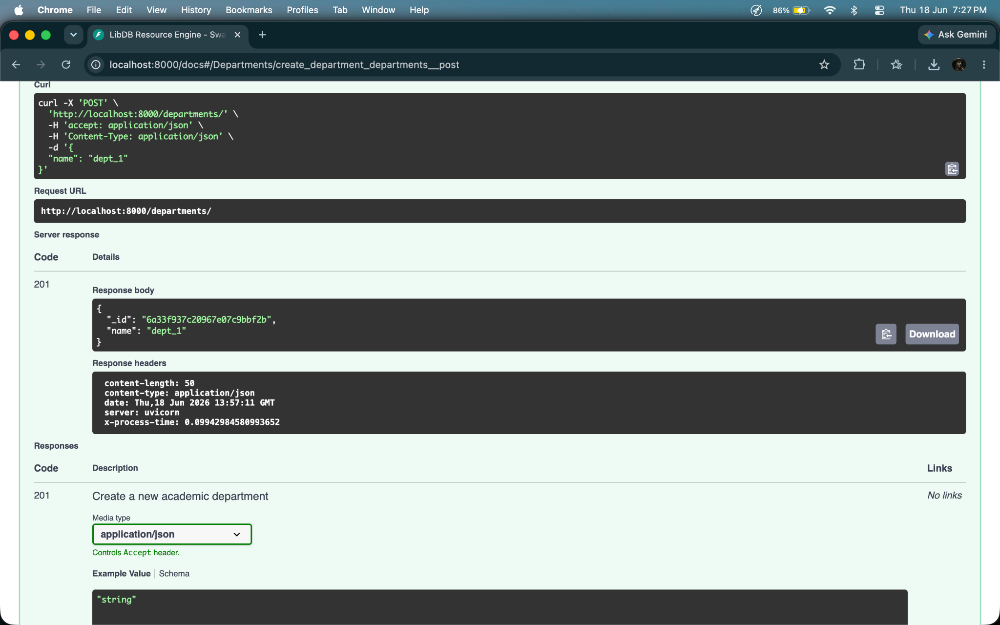 Chrome File Edit View History Bookmarks Profiles Tab Window Help 86% Thu 18 Jun 7:27 PM
LibDB Resource Engine - Swa Ask Gemini
localhost:8000/docs#/Departments/create_department_departments__post
Curl
curl -X 'POST' \
'http://localhost:8000/departments/' \
-H 'accept: application/json' \
-H 'Content-Type: application/json' \
-d '{
"name": "dept_1"
}'
Request URL
http://localhost:8000/departments/
Server response
Code Details
201
Response body
{
"_id": "6a33f937c20967e07c9bbf2b",
"name": "dept_1"
}
Download
Response headers
content-length: 50
content-type: application/json
date: Thu,18 Jun 2026 13:57:11 GMT
server: uvicorn
x-process-time: 0.09942984580993652
Responses
Code Description Links
201 Create a new academic department No links
Media type
application/json
Controls Accept header.
Example Value Schema
"string"